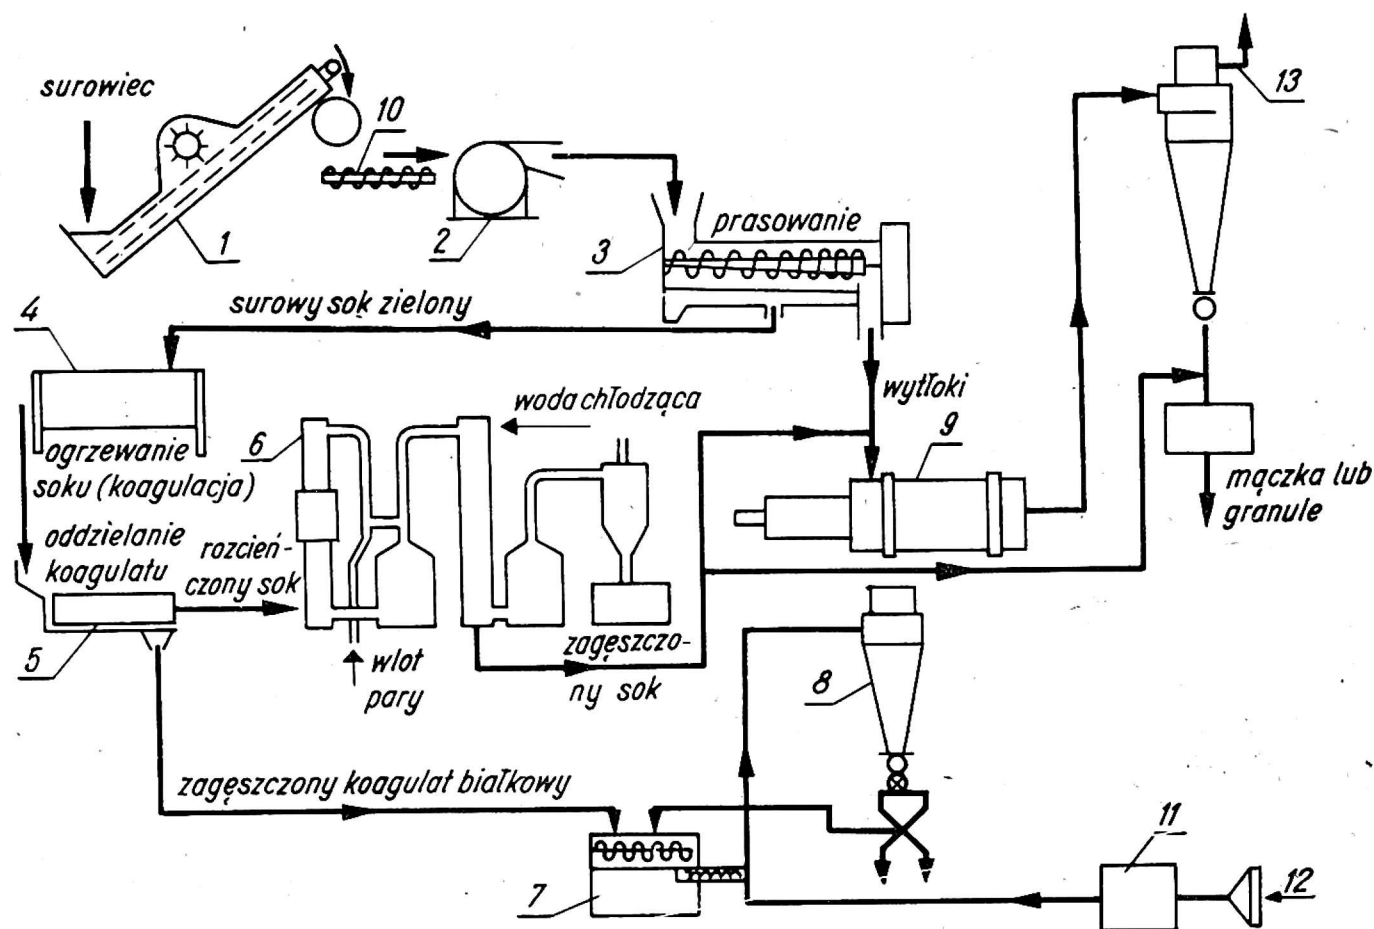 surowiec
10
13
1
2
3
prasowanie
surowy sok zielony
4
ogrzewanie
soku (koagulacja)
6
woda chłodząca
wytłoki
9
mączka lub
granule
oddzielanie
koagulatu
rozcień-
czony sok
5
wlot
pary
zagęszczo-
ny sok
8
zagęszczony koagulat białkowy
7
11
12